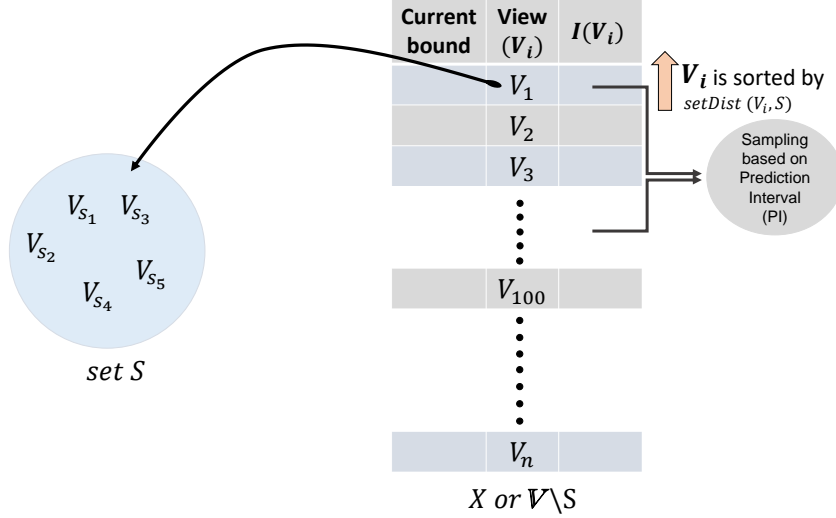 Current bound View (V_i) I(V_i)
V_i is sorted by
setDist (V_i, S)
V_1
V_2
V_3
V_100
V_n
X or 𝕍\S
Sampling
based on
Prediction
Interval
(PI)
V_{S_1} V_{S_3}
V_{S_2}
V_{S_5}
V_{S_4}
set S